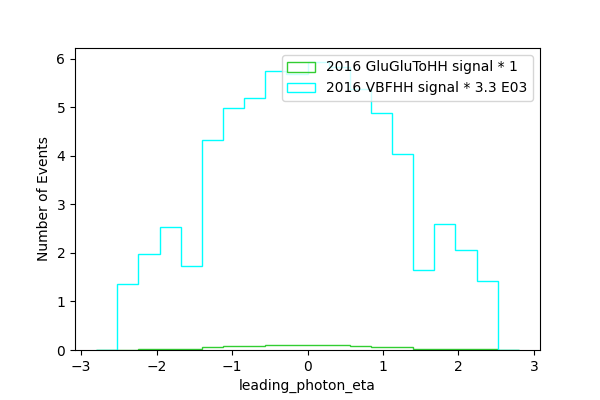 2016 GluGluToHH signal * 1
2016 VBFHH signal * 3.3 E03
Number of Events
6
5
4
3
2
1
0
−3 −2 −1 0 1 2 3
leading_photon_eta